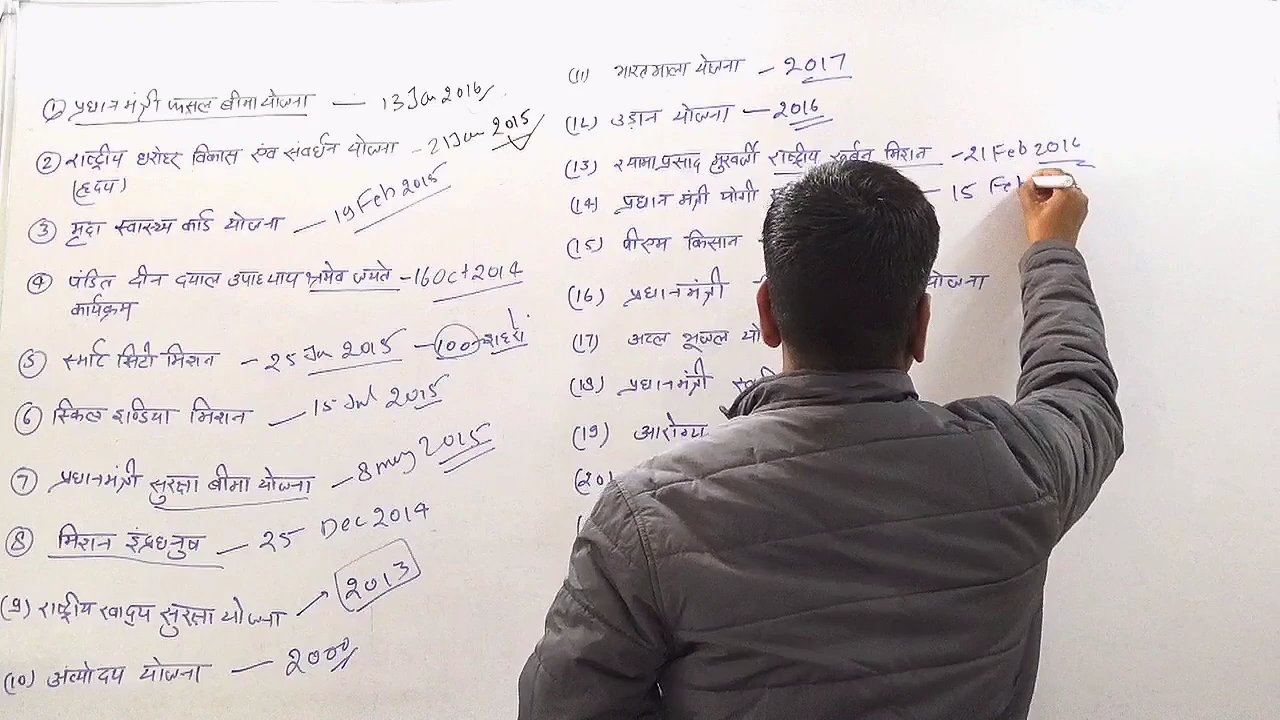 ① प्रधानमंत्री फसल बीमा योजना — 13 Jan 2016
② राष्ट्रीय धरोहर विकास एंव संवर्धन योजना - 21 Jan 2015
(हृदय)
③ मृदा स्वास्थ्य कार्ड योजना — 19 Feb 2015
④ पंडित दीन दयाल उपाध्याय श्रमेव जयते - 16 Oct 2014
कार्यक्रम
⑤ स्मार्ट सिटी मिशन - 25 Jun 2015 - 100 शहरों
⑥ स्किल इण्डिया मिशन — 15 Jul 2015
⑦ प्रधानमंत्री सुरक्षा बीमा योजना - 8 may 2015
⑧ मिशन इंद्रधनुष — 25 Dec 2014
(9) राष्ट्रीय खाद्य सुरक्षा योजना → 2013
(10) अंत्योदय योजना — 2000
(11) भारतमाला योजना - 2017
(12) उड़ान योजना — 2016
(13) श्यामाप्रसाद मुखर्जी राष्ट्रीय रूर्बन मिशन - 21 Feb 2016
(14) प्रधान मंत्री योगी — 15 Feb
(15) पीएम किसान
(16) प्रधानमंत्री योजना
(17) अटल भूजल यो
(18) प्रधानमंत्री
(19) आरोग्य
(20)